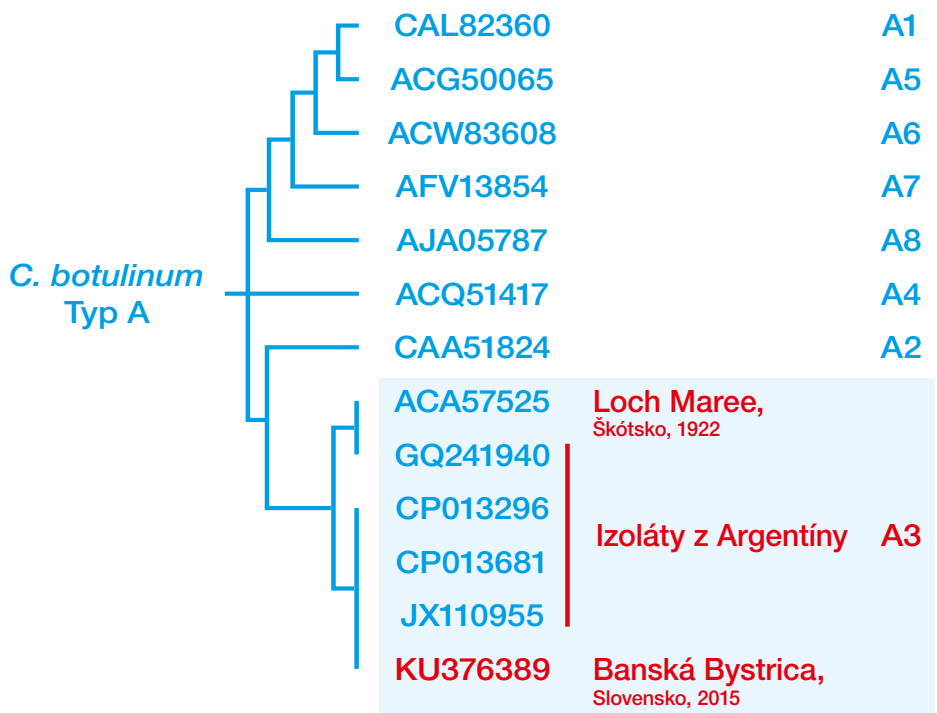 CAL82360 A1
ACG50065 A5
ACW83608 A6
AFV13854 A7
AJA05787 A8
C. botulinum
Typ A
ACQ51417 A4
CAA51824 A2
ACA57525 Loch Maree,
Škótsko, 1922
GQ241940
CP013296
Izoláty z Argentíny A3
CP013681
JX110955
KU376389 Banská Bystrica,
Slovensko, 2015